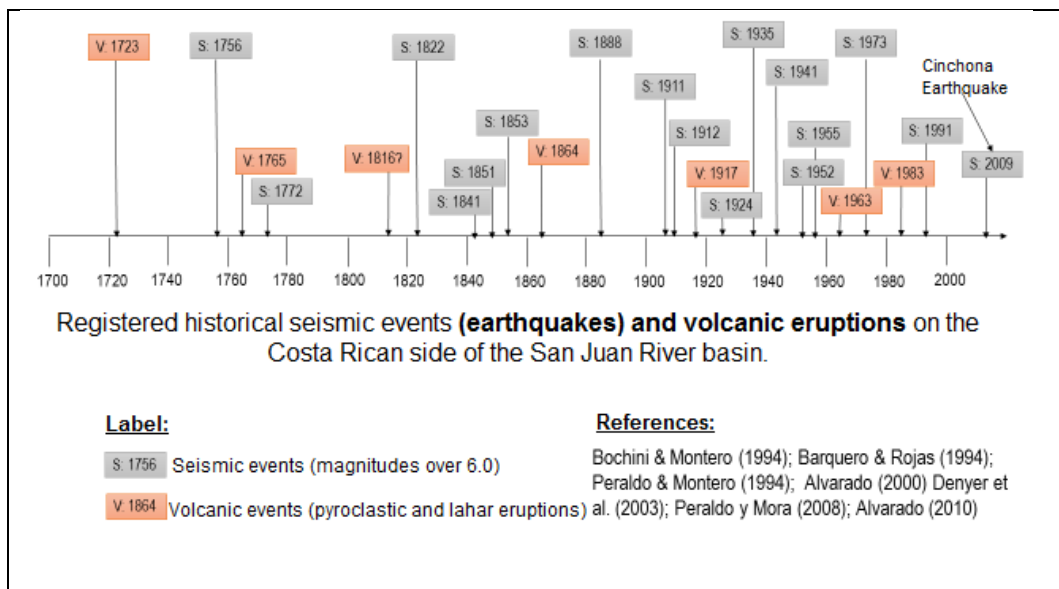 V: 1723
S: 1756
S: 1822
S: 1888
S: 1935
S: 1973
Cinchona
Earthquake
S: 1941
S: 1911
S: 1853
S: 1912
S: 1955
S: 1991
V: 1765
V: 1816?
V: 1864
S: 1851
V: 1917
S: 1952
V: 1983
S: 2009
S: 1772
S: 1841
S: 1924
V: 1963
1700 1720 1740 1760 1780 1800 1820 1840 1860 1880 1900 1920 1940 1960 1980 2000
Registered historical seismic events (earthquakes) and volcanic eruptions on the
Costa Rican side of the San Juan River basin.
Label:
S: 1756 Seismic events (magnitudes over 6.0)
V: 1864 Volcanic events (pyroclastic and lahar eruptions)
References:
Bochini & Montero (1994); Barquero & Rojas (1994);
Peraldo & Montero (1994); Alvarado (2000) Denyer et
al. (2003); Peraldo y Mora (2008); Alvarado (2010)